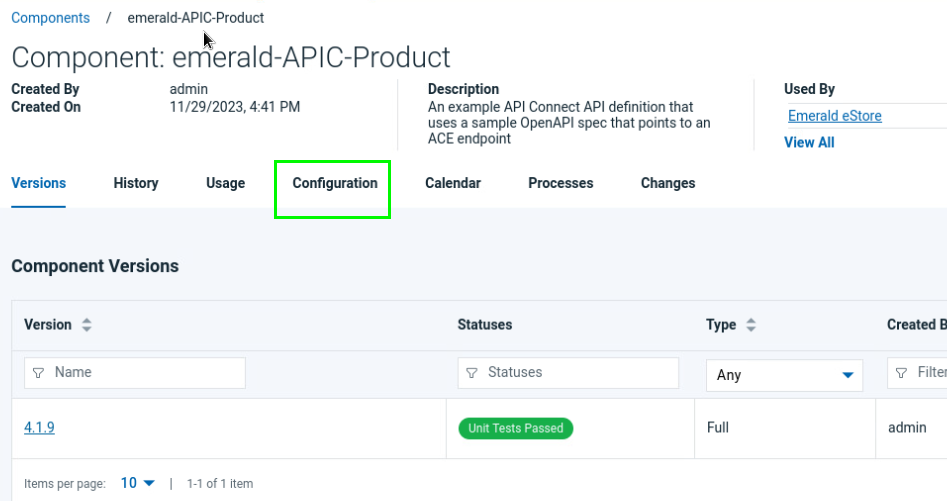 Components / emerald-APIC-Product
Component: emerald-APIC-Product
Created By admin
Created On 11/29/2023, 4:41 PM
Description
An example API Connect API definition that
uses a sample OpenAPI spec that points to an
ACE endpoint
Used By
Emerald eStore
View All
Versions History Usage Configuration Calendar Processes Changes
Component Versions
Version Statuses Type Created B
Name Statuses Any Filter
4.1.9 Unit Tests Passed Full admin
Items per page: 10 | 1-1 of 1 item